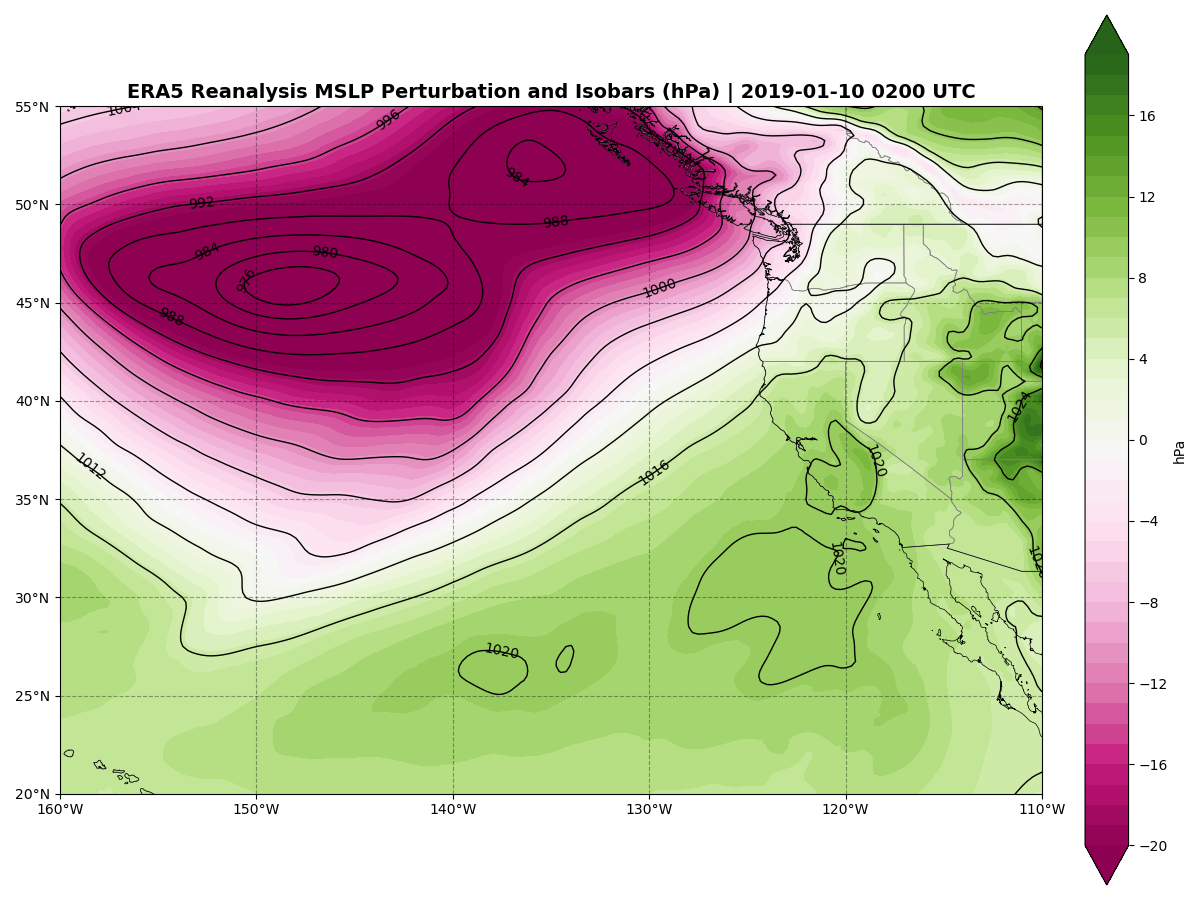 ERA5 Reanalysis MSLP Perturbation and Isobars (hPa) | 2019-01-10 0200 UTC
55°N
50°N
45°N
40°N
35°N
30°N
25°N
20°N
160°W
150°W
140°W
130°W
120°W
110°W
996
984
992
988
984
980
976
988
1000
1012
1016
1020
1024
1020
1020
16
12
8
4
0
−4
−8
−12
−16
−20
hPa